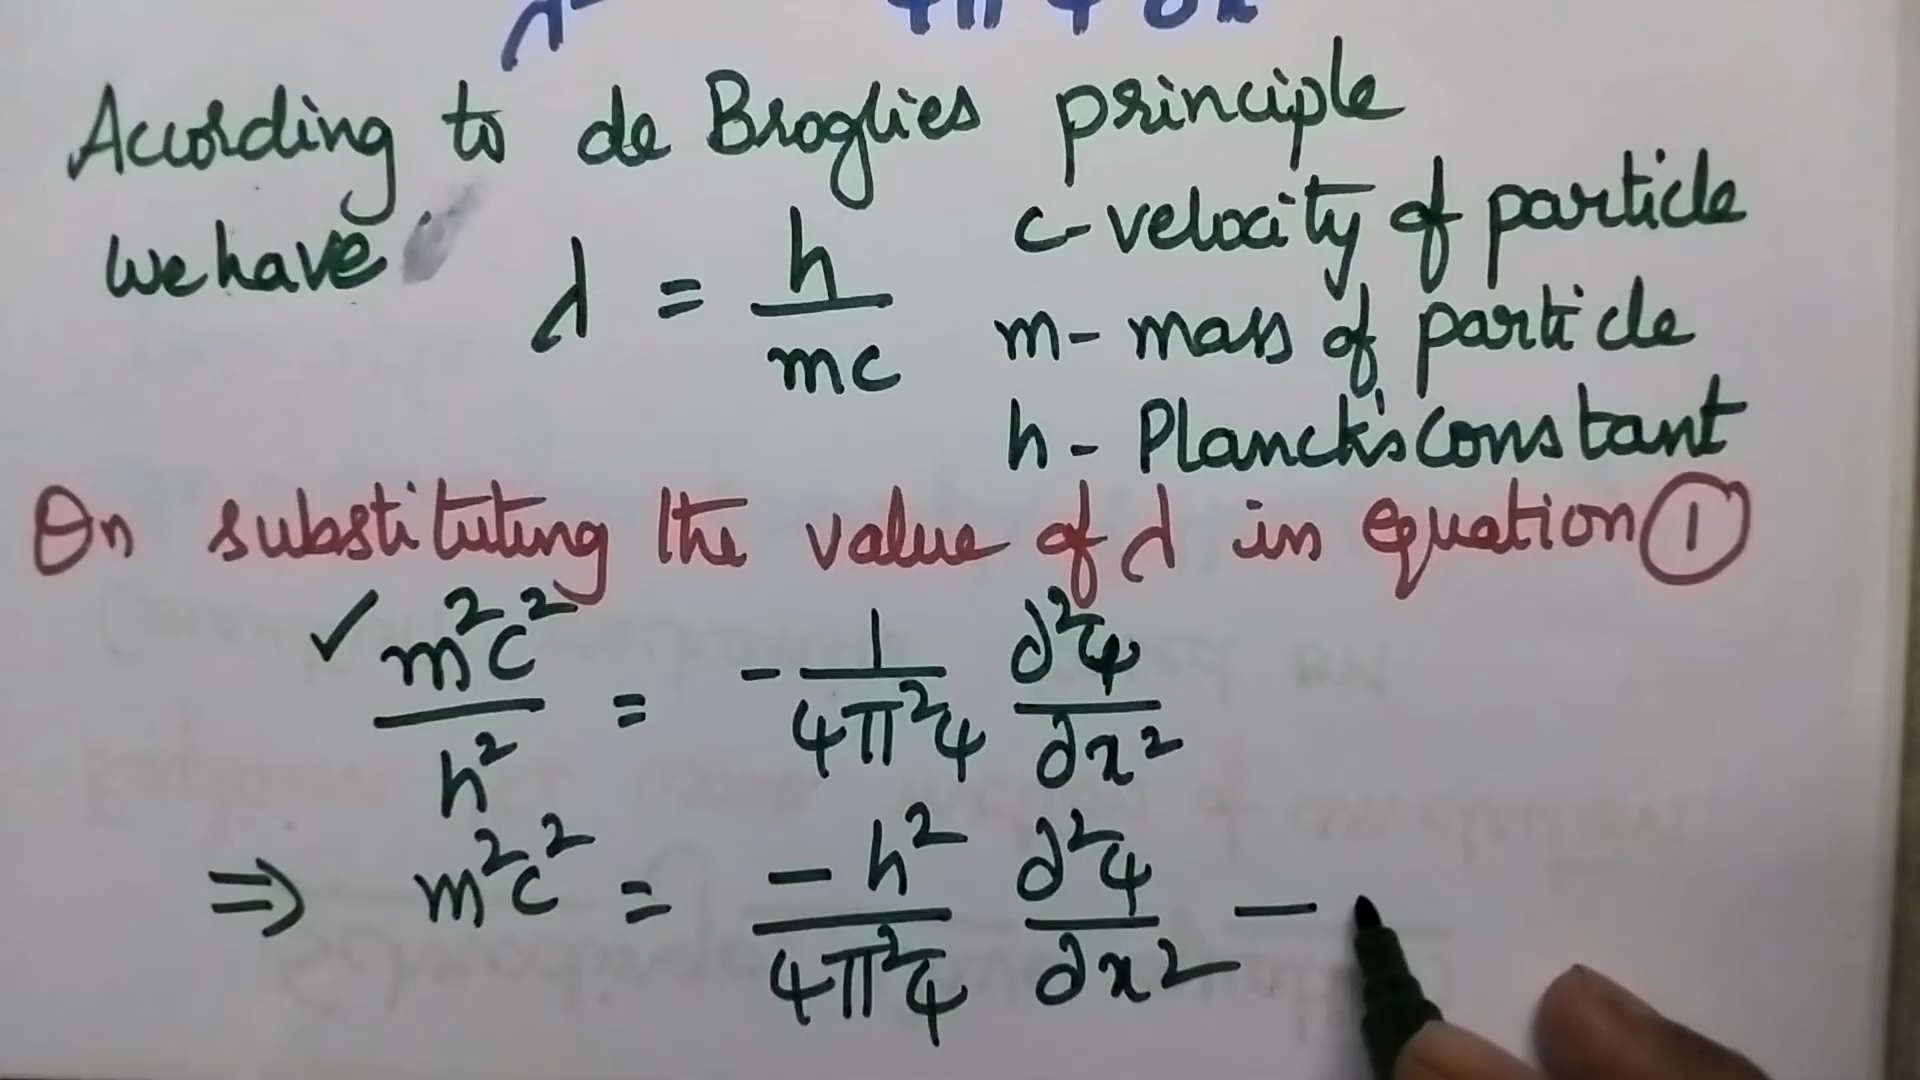 According to de Broglies principle
we have λ = h/mc
c- velocity of particle
m- mass of particle
h- Planck's constant
On substituting the value of λ in equation ①
✓ m²c²/h² = - 1/4π²ψ ∂²ψ/∂x²
⇒ m²c² = -h²/4π²ψ ∂²ψ/∂x² —